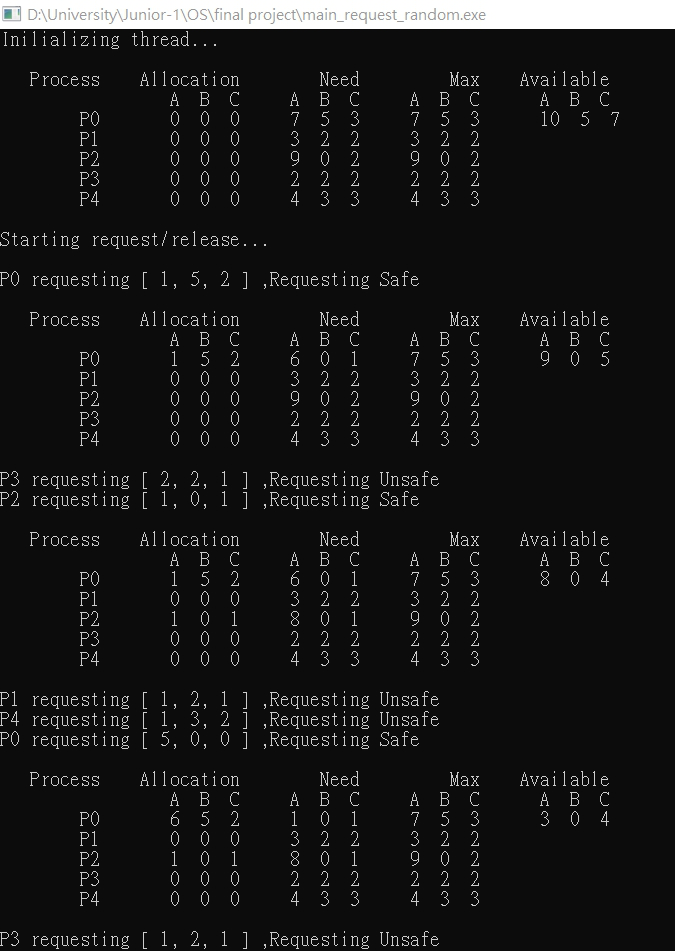 D:\University\Junior-1\OS\final project\main_request_random.exe
Inilializing thread...
Process Allocation Need Max Available
A B C A B C A B C A B C
P0 0 0 0 7 5 3 7 5 3 10 5 7
P1 0 0 0 3 2 2 3 2 2
P2 0 0 0 9 0 2 9 0 2
P3 0 0 0 2 2 2 2 2 2
P4 0 0 0 4 3 3 4 3 3
Starting request/release...
P0 requesting [ 1, 5, 2 ] ,Requesting Safe
Process Allocation Need Max Available
A B C A B C A B C A B C
P0 1 5 2 6 0 1 7 5 3 9 0 5
P1 0 0 0 3 2 2 3 2 2
P2 0 0 0 9 0 2 9 0 2
P3 0 0 0 2 2 2 2 2 2
P4 0 0 0 4 3 3 4 3 3
P3 requesting [ 2, 2, 1 ] ,Requesting Unsafe
P2 requesting [ 1, 0, 1 ] ,Requesting Safe
Process Allocation Need Max Available
A B C A B C A B C A B C
P0 1 5 2 6 0 1 7 5 3 8 0 4
P1 0 0 0 3 2 2 3 2 2
P2 1 0 1 8 0 1 9 0 2
P3 0 0 0 2 2 2 2 2 2
P4 0 0 0 4 3 3 4 3 3
P1 requesting [ 1, 2, 1 ] ,Requesting Unsafe
P4 requesting [ 1, 3, 2 ] ,Requesting Unsafe
P0 requesting [ 5, 0, 0 ] ,Requesting Safe
Process Allocation Need Max Available
A B C A B C A B C A B C
P0 6 5 2 1 0 1 7 5 3 3 0 4
P1 0 0 0 3 2 2 3 2 2
P2 1 0 1 8 0 1 9 0 2
P3 0 0 0 2 2 2 2 2 2
P4 0 0 0 4 3 3 4 3 3
P3 requesting [ 1, 2, 1 ] ,Requesting Unsafe